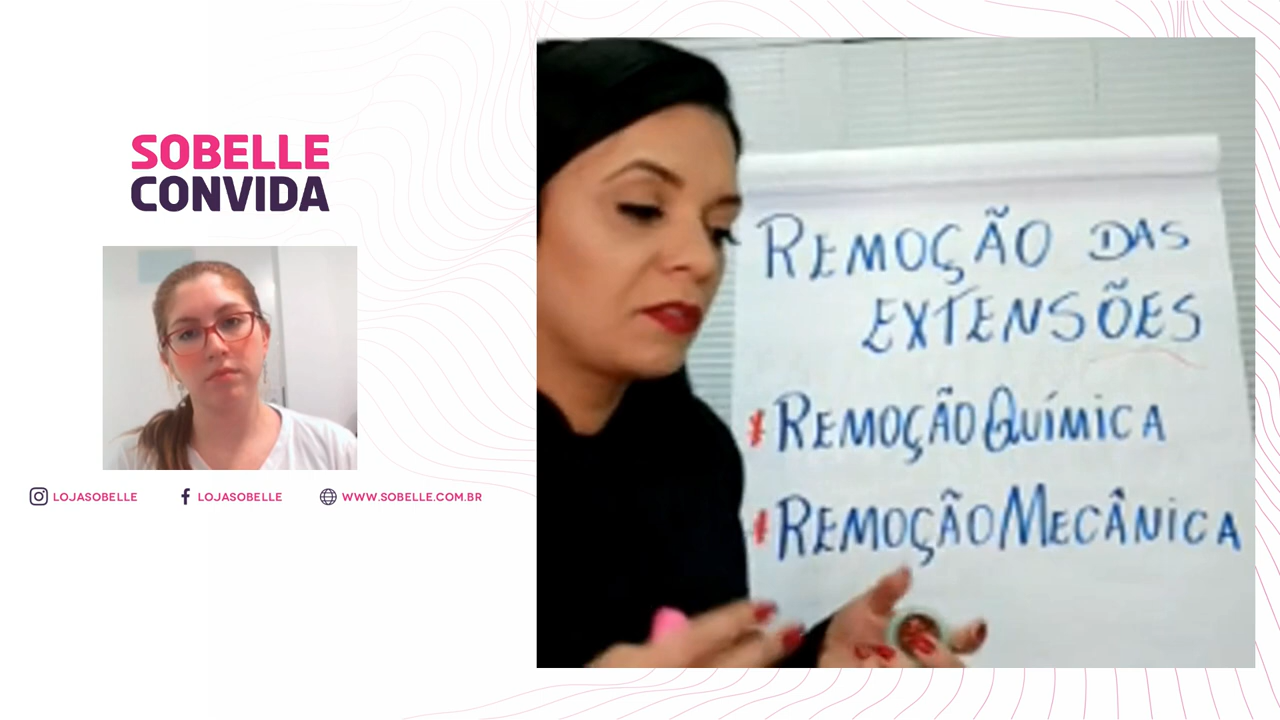 SOBELLE
CONVIDA
LOJASOBELLE
LOJASOBELLE
WWW.SOBELLE.COM.BR
REMOÇÃO DAS
EXTENSÕES
* REMOÇÃO QUÍMICA
* REMOÇÃO MECÂNICA